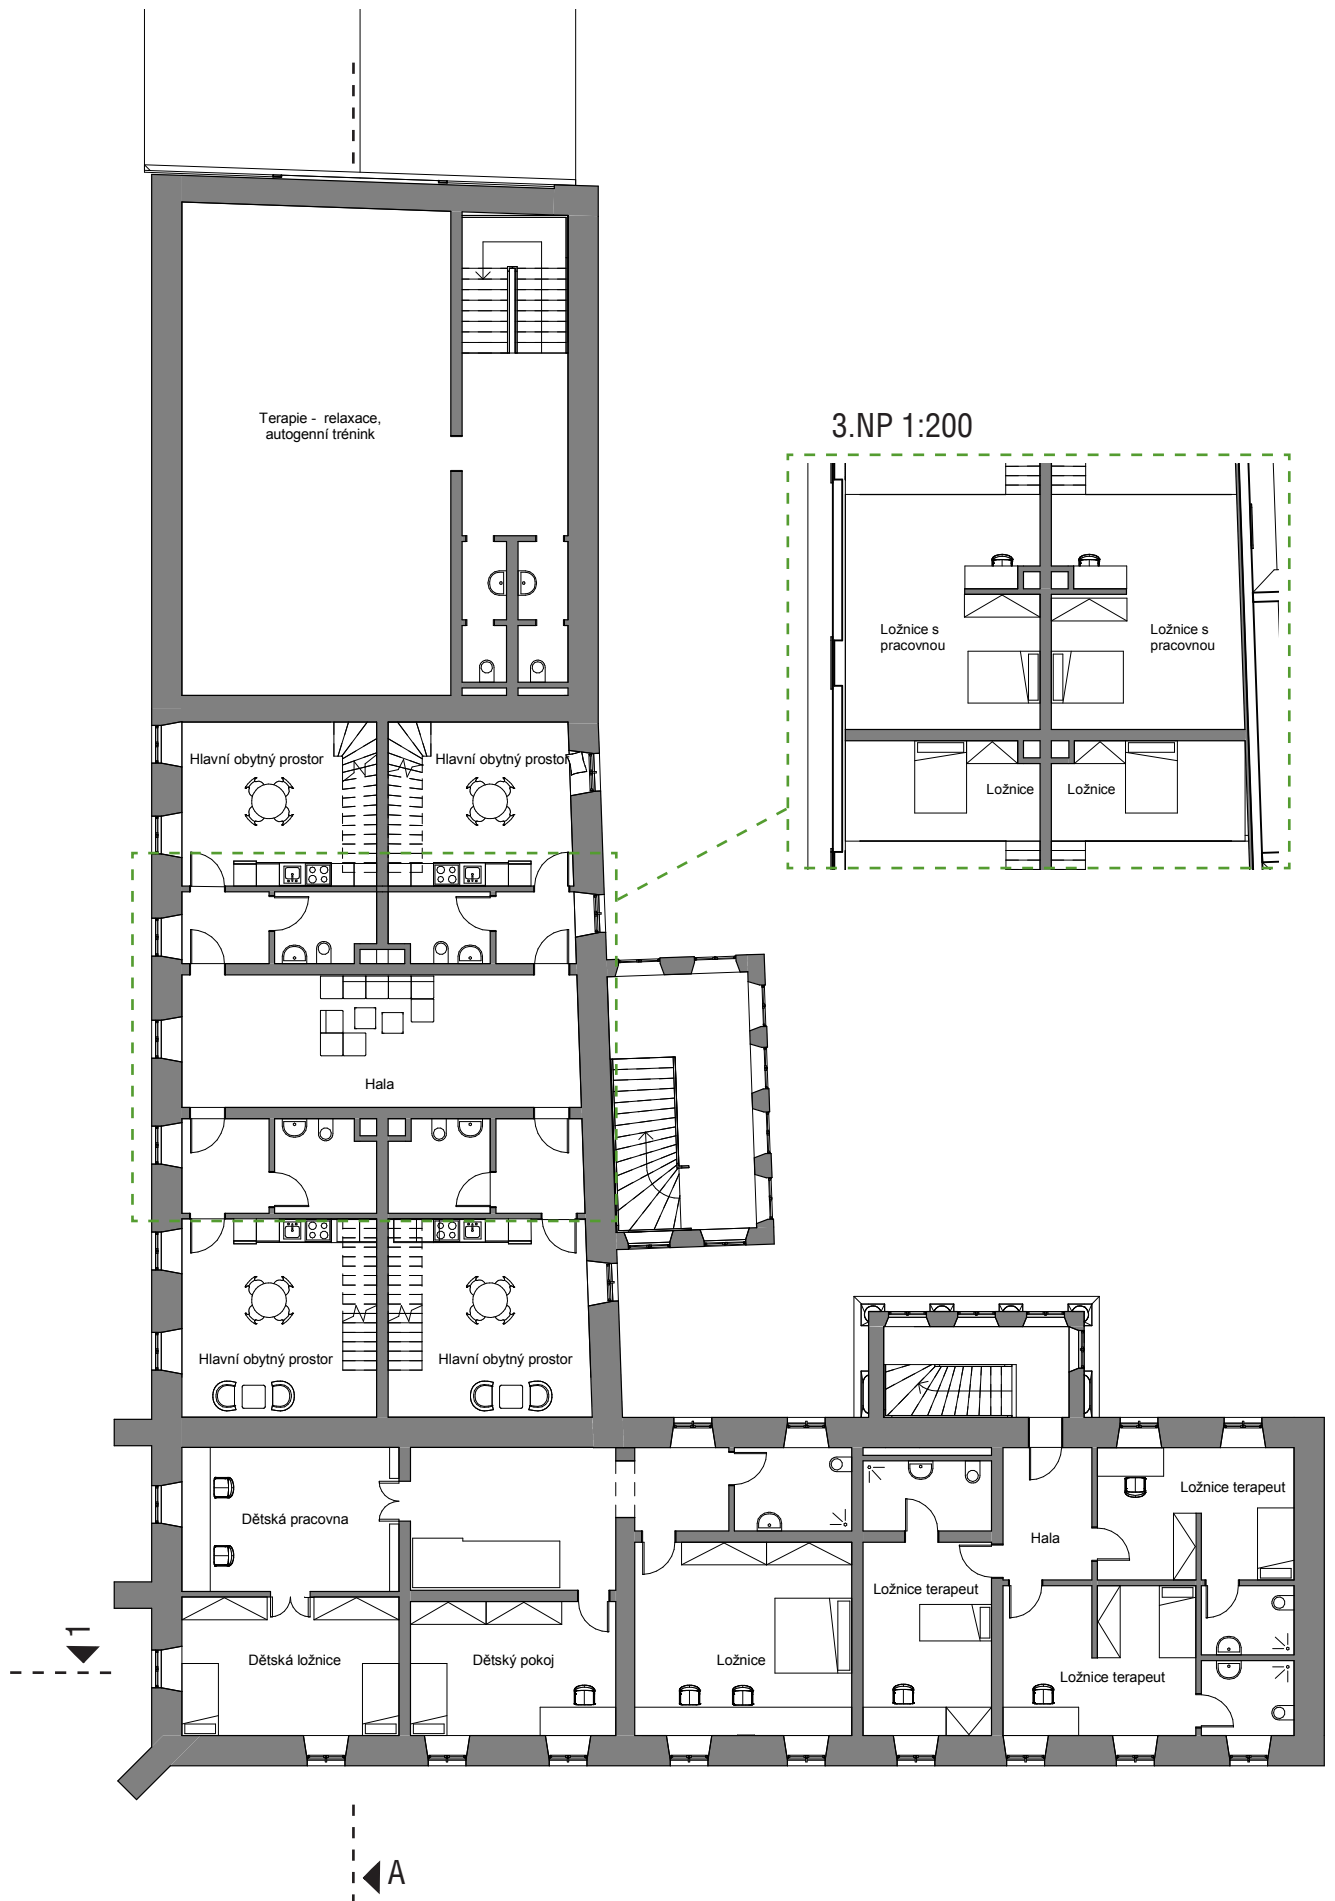 Terapie - relaxace,
autogenní trénink
3.NP 1:200
Ložnice s
pracovnou
Ložnice s
pracovnou
Ložnice
Ložnice
Hlavní obytný prostor
Hlavní obytný prostor
Hala
Hlavní obytný prostor
Hlavní obytný prostor
Dětská pracovna
Ložnice terapeut
Hala
Ložnice terapeut
1
Dětská ložnice
Dětský pokoj
Ložnice
Ložnice terapeut
A